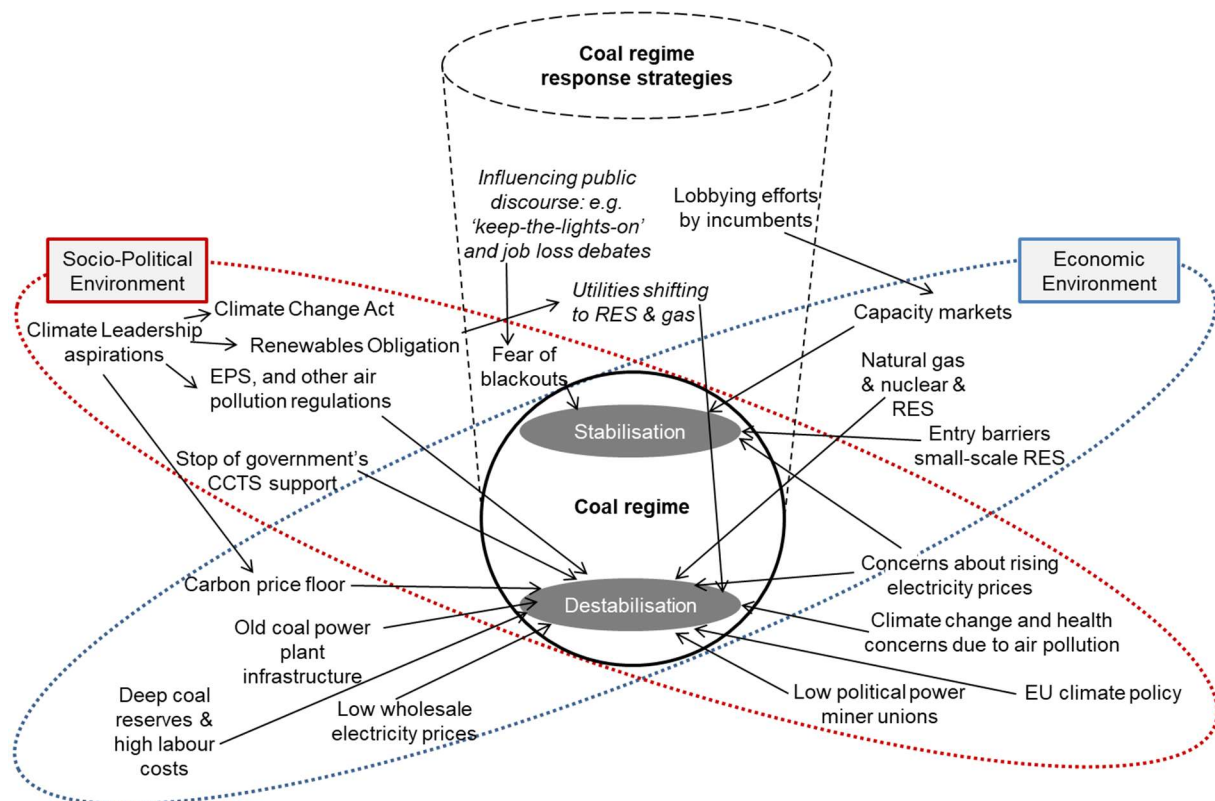 Coal regime
response strategies
Influencing public
discourse: e.g.
‘keep-the-lights-on’
and job loss debates
Lobbying efforts
by incumbents
Socio-Political
Environment
Economic
Environment
Climate Change Act
Climate Leadership
aspirations
Renewables Obligation
Utilities shifting
to RES & gas
Capacity markets
EPS, and other air
pollution regulations
Fear of
blackouts
Natural gas
& nuclear &
RES
Stabilisation
Entry barriers
small-scale RES
Stop of government’s
CCTS support
Coal regime
Carbon price floor
Concerns about rising
electricity prices
Destabilisation
Old coal power
plant
infrastructure
Climate change and health
concerns due to air pollution
Deep coal
reserves &
high labour
costs
Low wholesale
electricity prices
Low political power
miner unions
EU climate policy